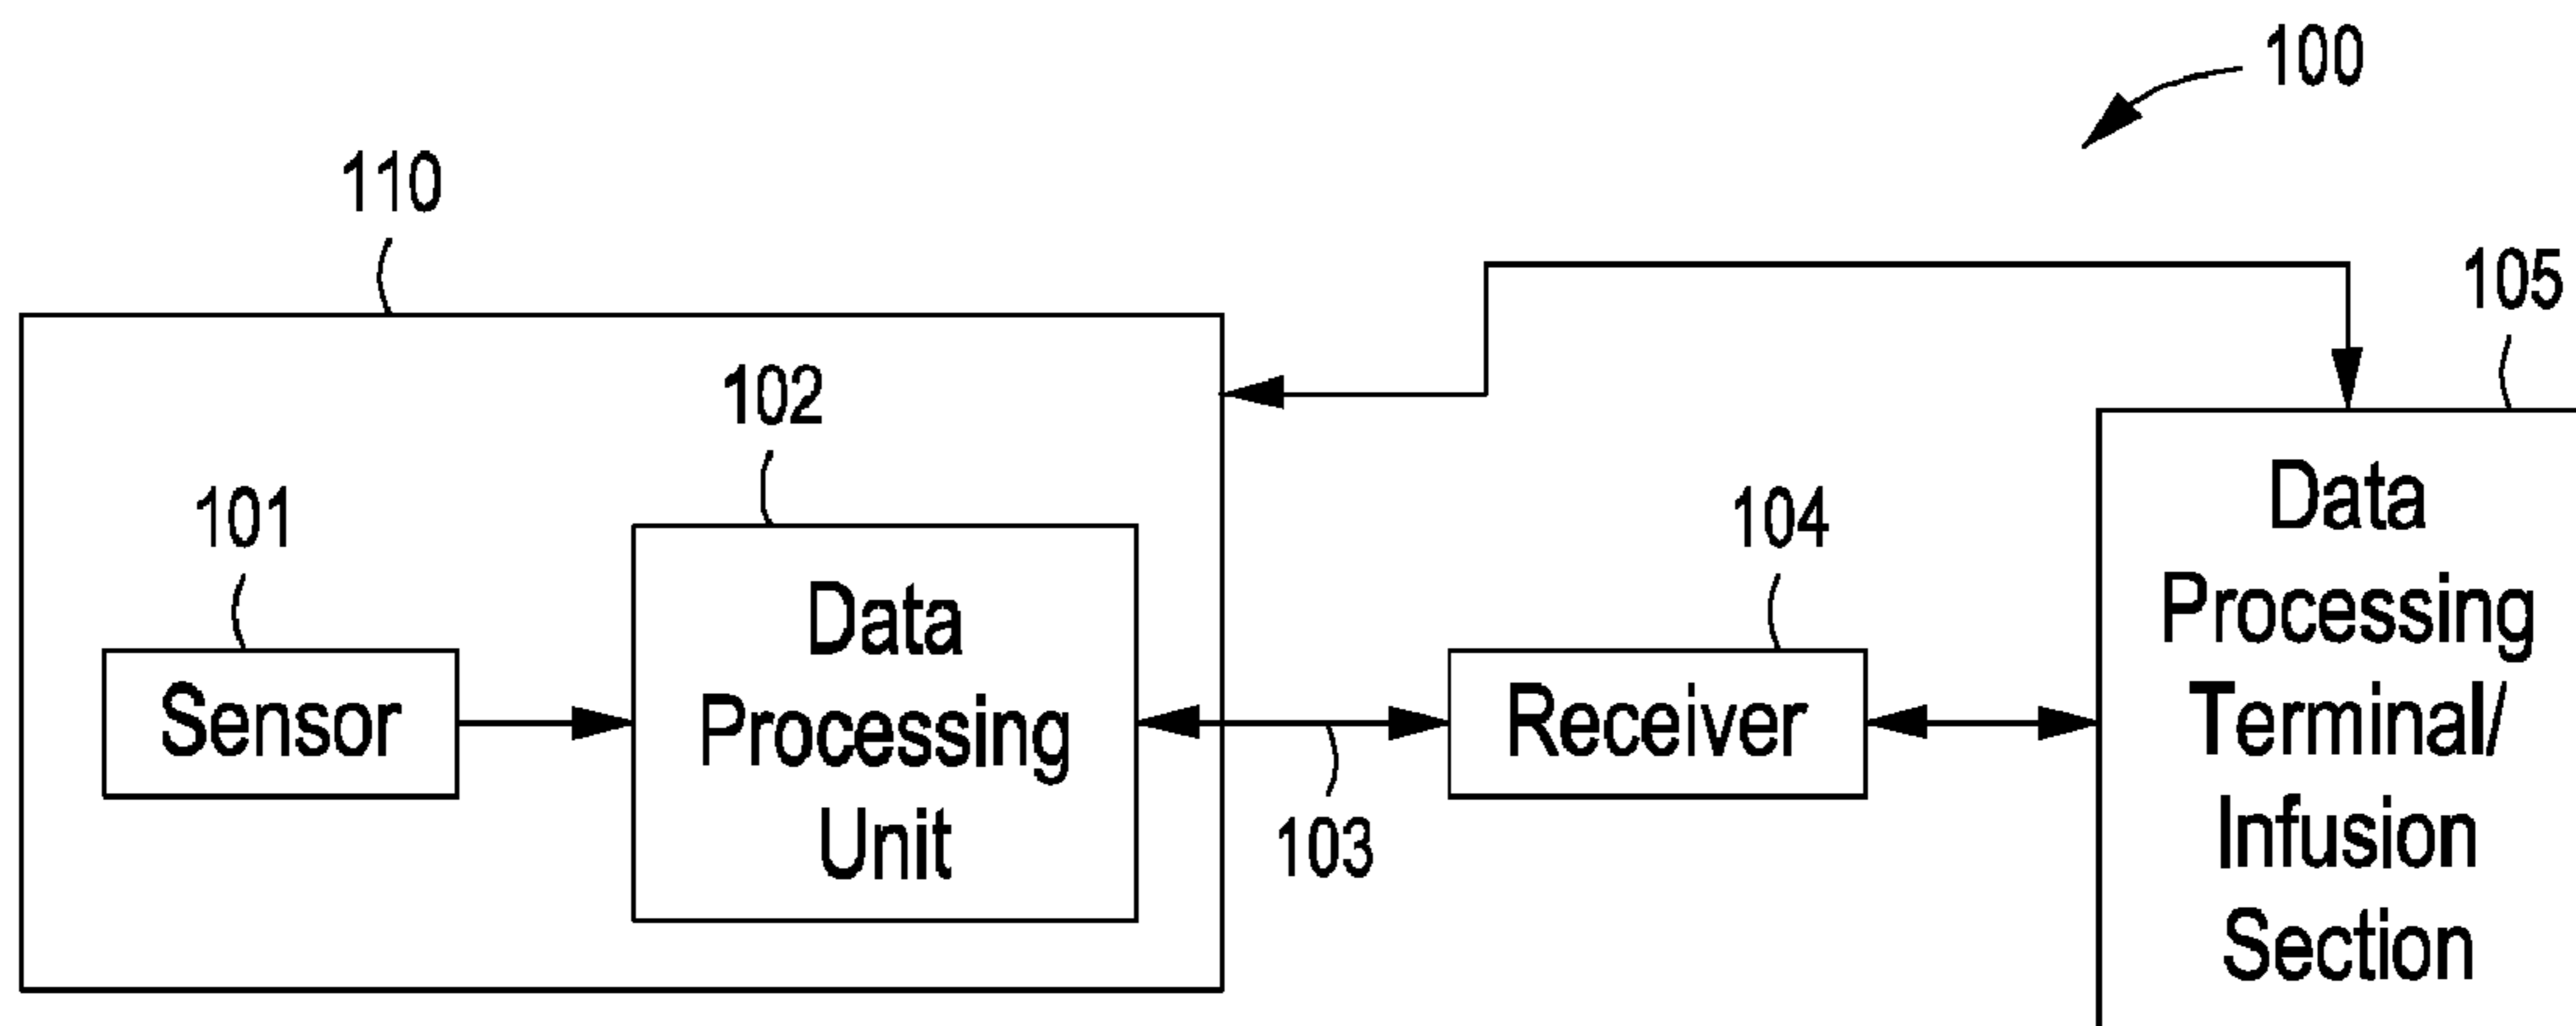 100
110
105
102
101
104
Data
Processing
Unit
Sensor
Receiver
103
Data
Processing
Terminal/
Infusion
Section